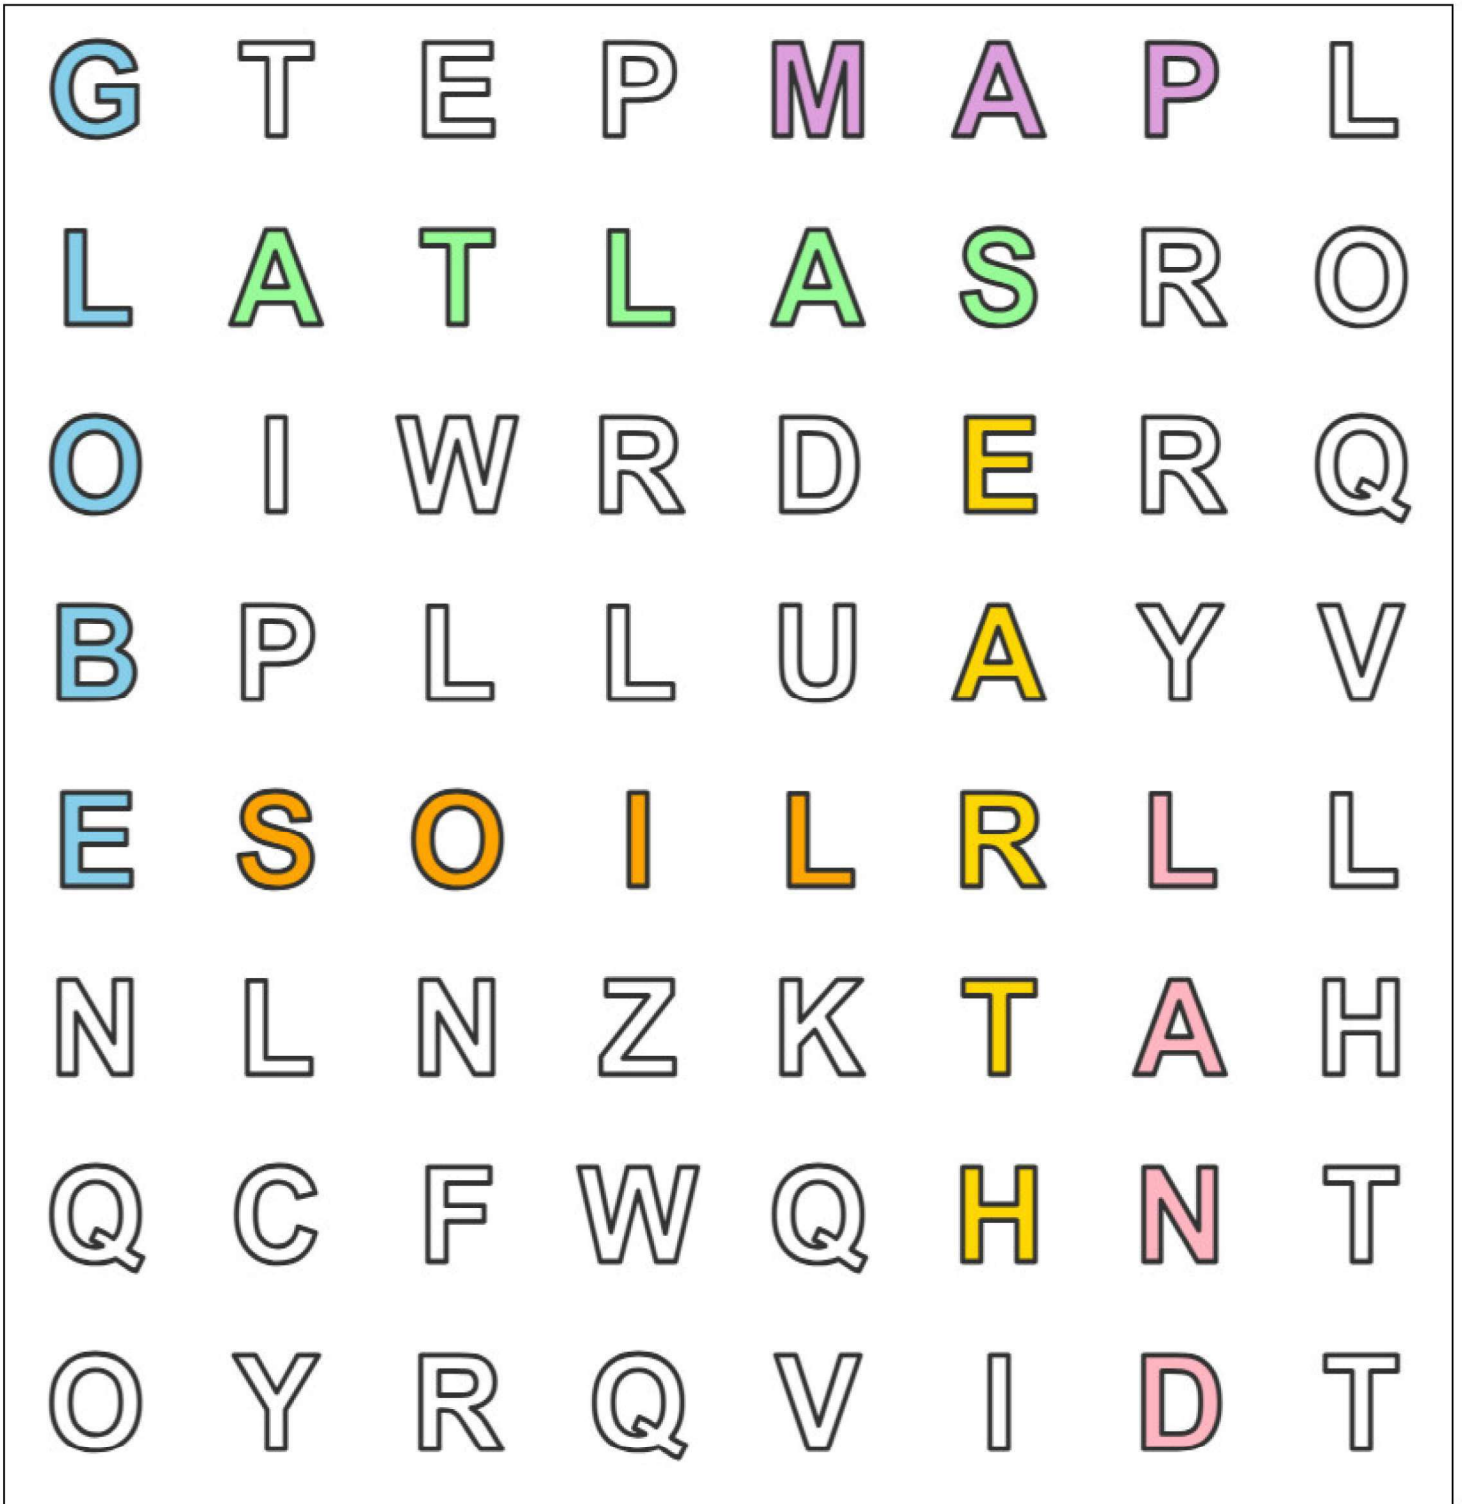 G T E P M A P L
L A T L A S R O
O I W R D E R Q
B P L L U A Y V
E S O I L R L L
N L N Z K T A H
Q C F W Q H N T
O Y R Q V I D T